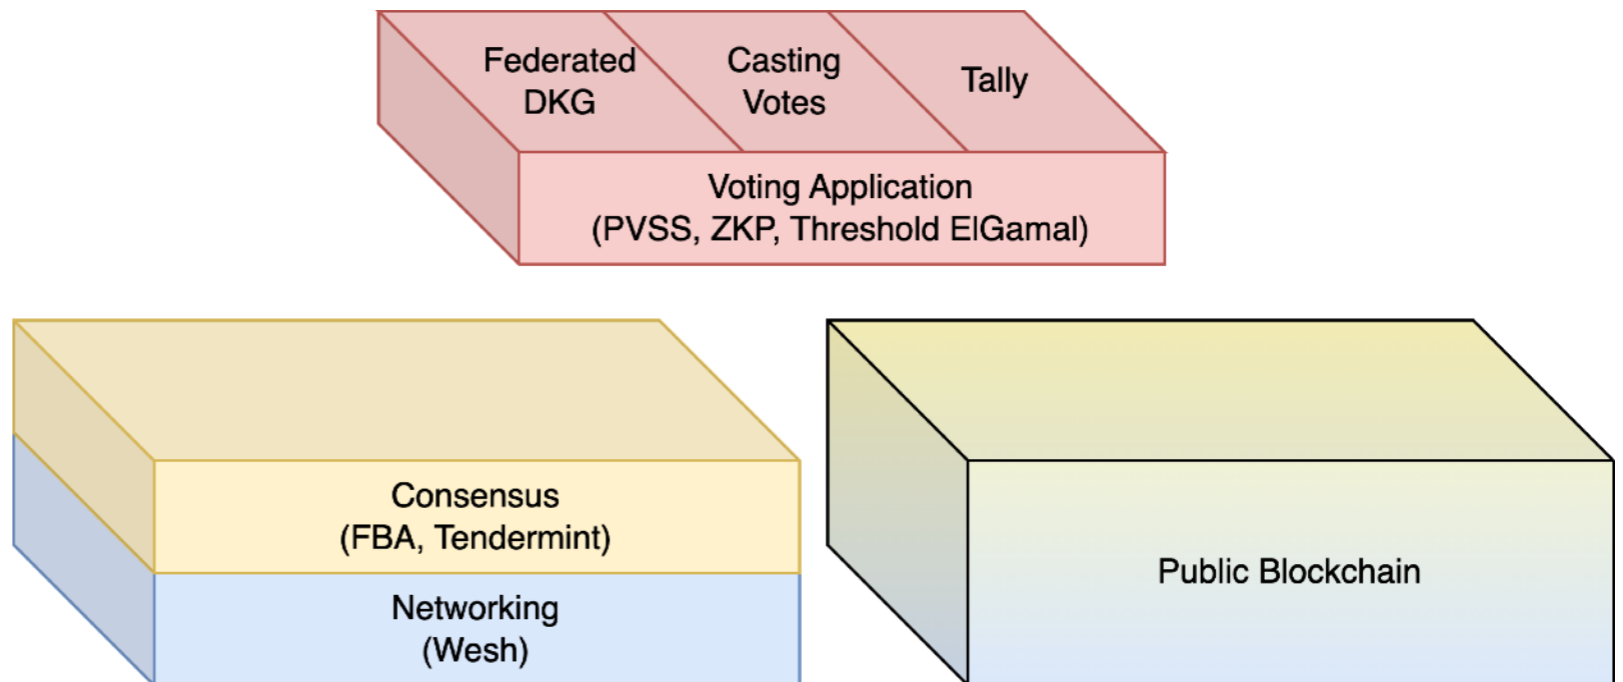 Federated
DKG
Casting
Votes
Tally
Voting Application
(PVSS, ZKP, Threshold ElGamal)
Consensus
(FBA, Tendermint)
Networking
(Wesh)
Public Blockchain